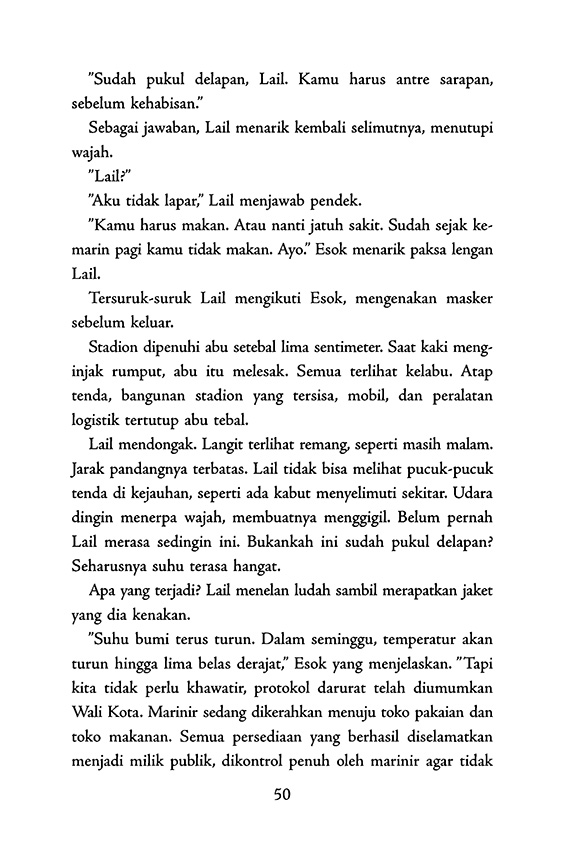 ”Sudah pukul delapan, Lail. Kamu harus antre sarapan,
sebelum kehabisan.”
Sebagai jawaban, Lail menarik kembali selimutnya, menutupi
wajah.
”Lail?”
”Aku tidak lapar,” Lail menjawab pendek.
”Kamu harus makan. Atau nanti jatuh sakit. Sudah sejak ke-
marin pagi kamu tidak makan. Ayo.” Esok menarik paksa lengan
Lail.
Tersuruk-suruk Lail mengikuti Esok, mengenakan masker
sebelum keluar.
Stadion dipenuhi abu setebal lima sentimeter. Saat kaki meng-
injak rumput, abu itu melesak. Semua terlihat kelabu. Atap
tenda, bangunan stadion yang tersisa, mobil, dan peralatan
logistik tertutup abu tebal.
Lail mendongak. Langit terlihat remang, seperti masih malam.
Jarak pandangnya terbatas. Lail tidak bisa melihat pucuk-pucuk
tenda di kejauhan, seperti ada kabut menyelimuti sekitar. Udara
dingin menerpa wajah, membuatnya menggigil. Belum pernah
Lail merasa sedingin ini. Bukankah ini sudah pukul delapan?
Seharusnya suhu terasa hangat.
Apa yang terjadi? Lail menelan ludah sambil merapatkan jaket
yang dia kenakan.
”Suhu bumi terus turun. Dalam seminggu, temperatur akan
turun hingga lima belas derajat,” Esok yang menjelaskan. ”Tapi
kita tidak perlu khawatir, protokol darurat telah diumumkan
Wali Kota. Marinir sedang dikerahkan menuju toko pakaian dan
toko makanan. Semua persediaan yang berhasil diselamatkan
menjadi milik publik, dikontrol penuh oleh marinir agar tidak
50